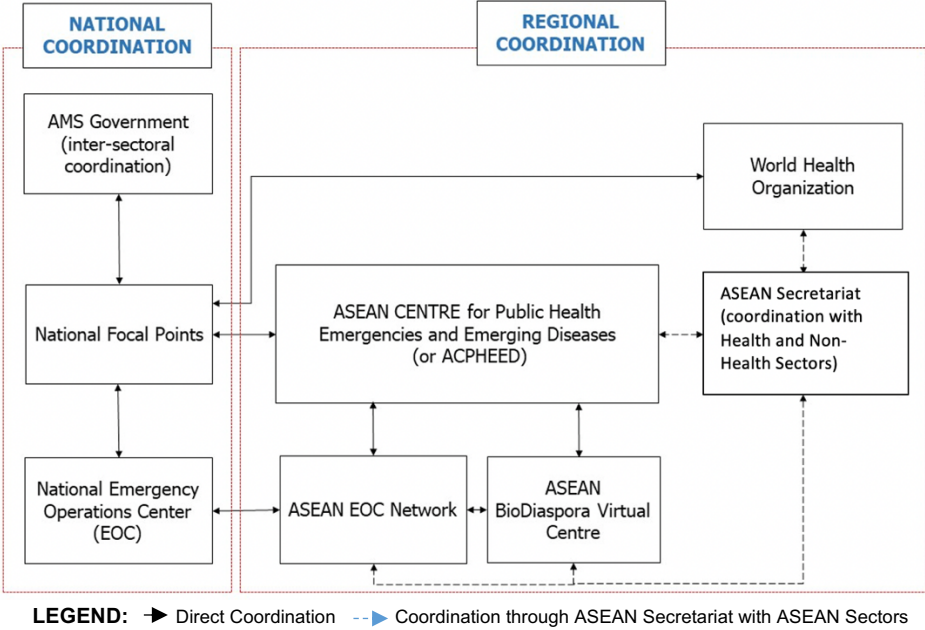 NATIONAL
COORDINATION
REGIONAL
COORDINATION
AMS Government
(inter-sectoral
coordination)
World Health
Organization
National Focal Points
ASEAN CENTRE for Public Health
Emergencies and Emerging Diseases
(or ACPHEED)
ASEAN Secretariat
(coordination with
Health and Non-
Health Sectors)
National Emergency
Operations Center
(EOC)
ASEAN EOC Network
ASEAN
BioDiaspora Virtual
Centre
LEGEND: Direct Coordination Coordination through ASEAN Secretariat with ASEAN Sectors